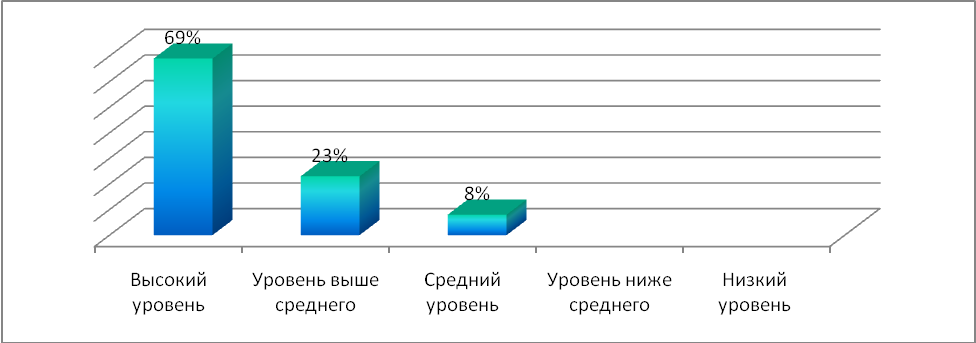 69%
23%
8%
Высокий уровень
Уровень выше среднего
Средний уровень
Уровень ниже среднего
Низкий уровень